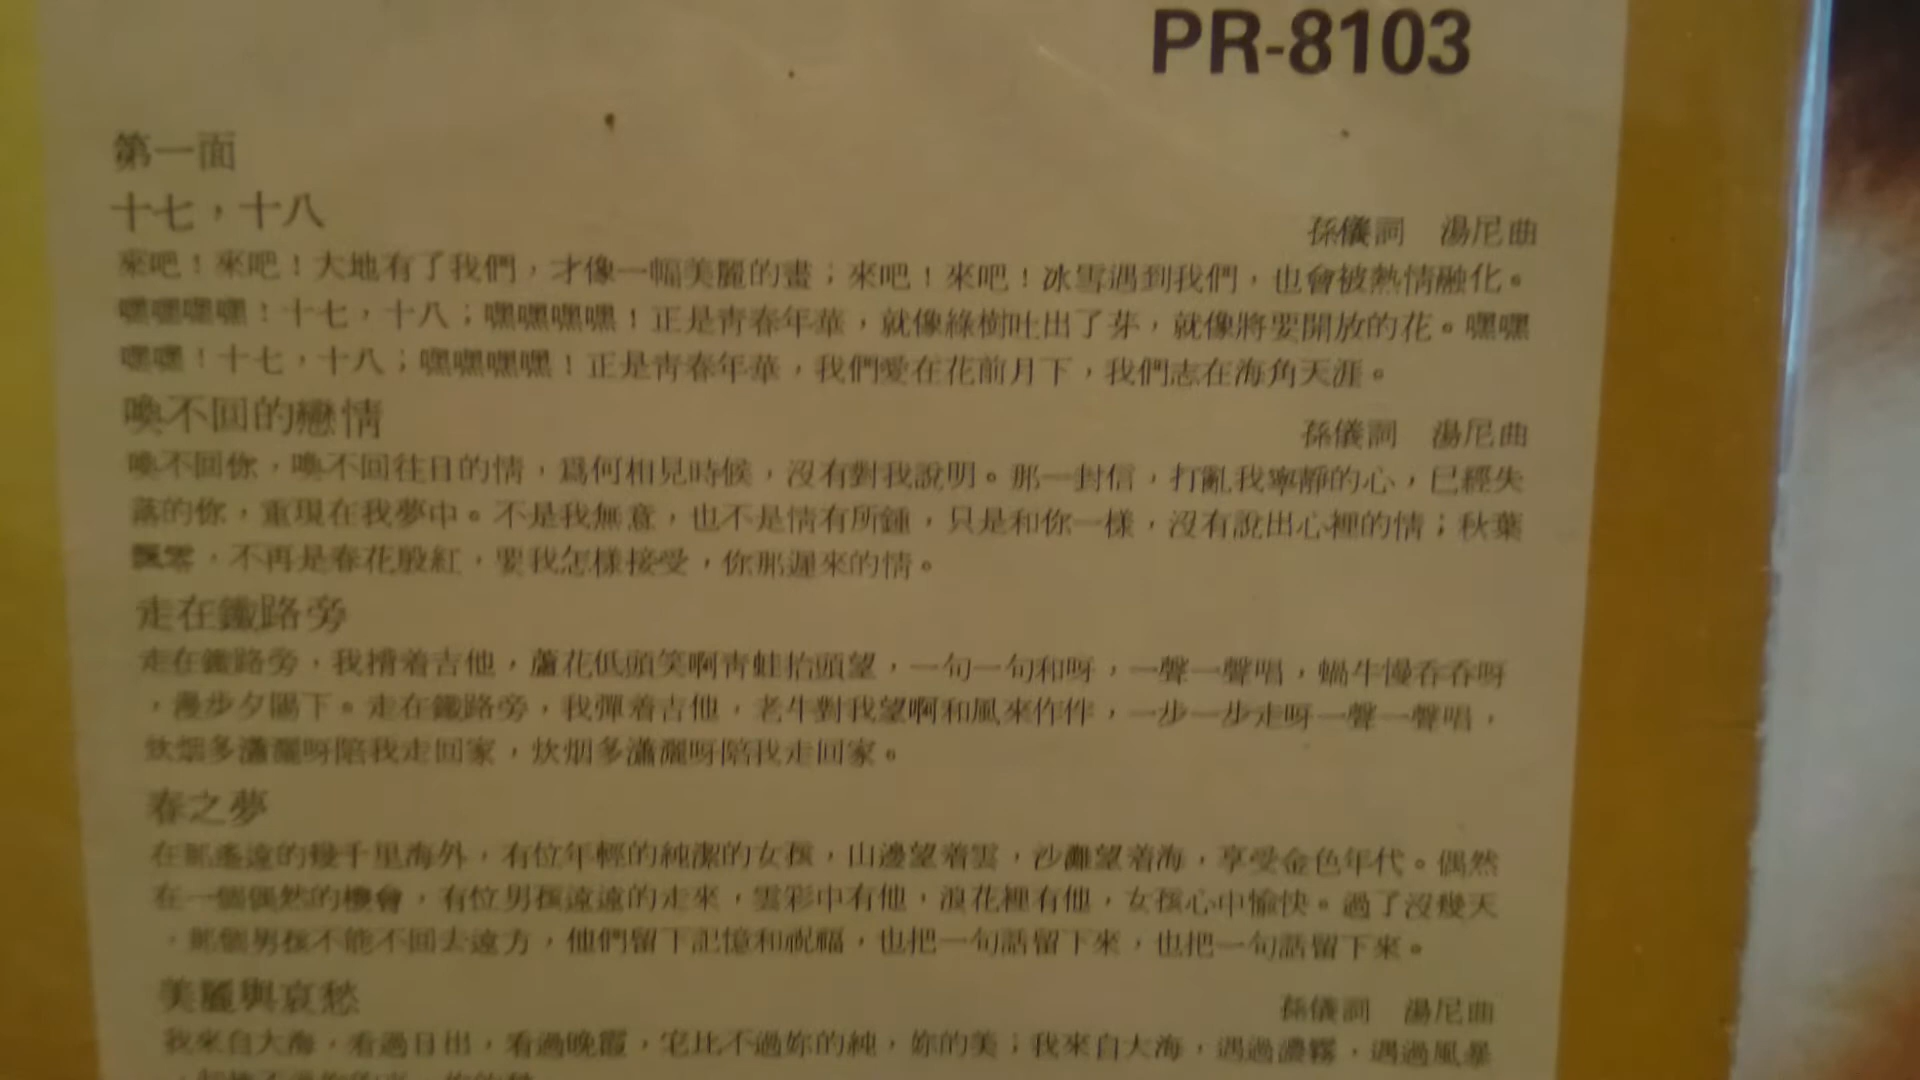 PR-8103
第一面
十七，十八
孫儀詞　湯尼曲
來吧！來吧！大地有了我們，才像一幅美麗的畫；來吧！來吧！冰雪遇到我們，也會被熱情融化。
嘿嘿嘿嘿！十七，十八；嘿嘿嘿嘿！正是青春年華，就像綠樹吐出了芽，就像將要開放的花。嘿嘿
嘿嘿！十七，十八；嘿嘿嘿嘿！正是青春年華，我們愛在花前月下，我們志在海角天涯。
喚不回的戀情
孫儀詞　湯尼曲
喚不回你，喚不回往日的情，爲何相見時候，沒有對我說明。那一封信，打亂我寧靜的心，已經失
落的你，重現在我夢中。不是我無意，也不是情有所鍾，只是和你一樣，沒有說出心裡的情；秋葉
飄零，不再是春花般紅，要我怎樣接受，你那遲來的情。
走在鐵路旁
走在鐵路旁，我揹着吉他，蘆花低頭笑啊青蛙抬頭望，一句一句和呀，一聲一聲唱，蝸牛慢吞吞呀
，漫步夕陽下。走在鐵路旁，我彈着吉他，老牛對我望啊和風來作伴，一步一步走呀一聲一聲唱，
炊烟多瀟灑呀陪我走回家，炊烟多瀟灑呀陪我走回家。
春之夢
在那遙遠的幾千里海外，有位年輕的純潔的女孩，山邊望着雲，沙灘望着海，享受金色年代。偶然
在一個偶然的機會，有位男孩遠遠的走來，雲彩中有他，浪花裡有他，女孩心中愉快。過了沒幾天
，那個男孩不能不回去遠方，他們留下記憶和祝福，也把一句話留下來，也把一句話留下來。
美麗與哀愁
孫儀詞　湯尼曲
我來自大海，看過日出，看過晚霞，它比不過妳的純，妳的美；我來自大海，遇過濃霧，遇過風暴